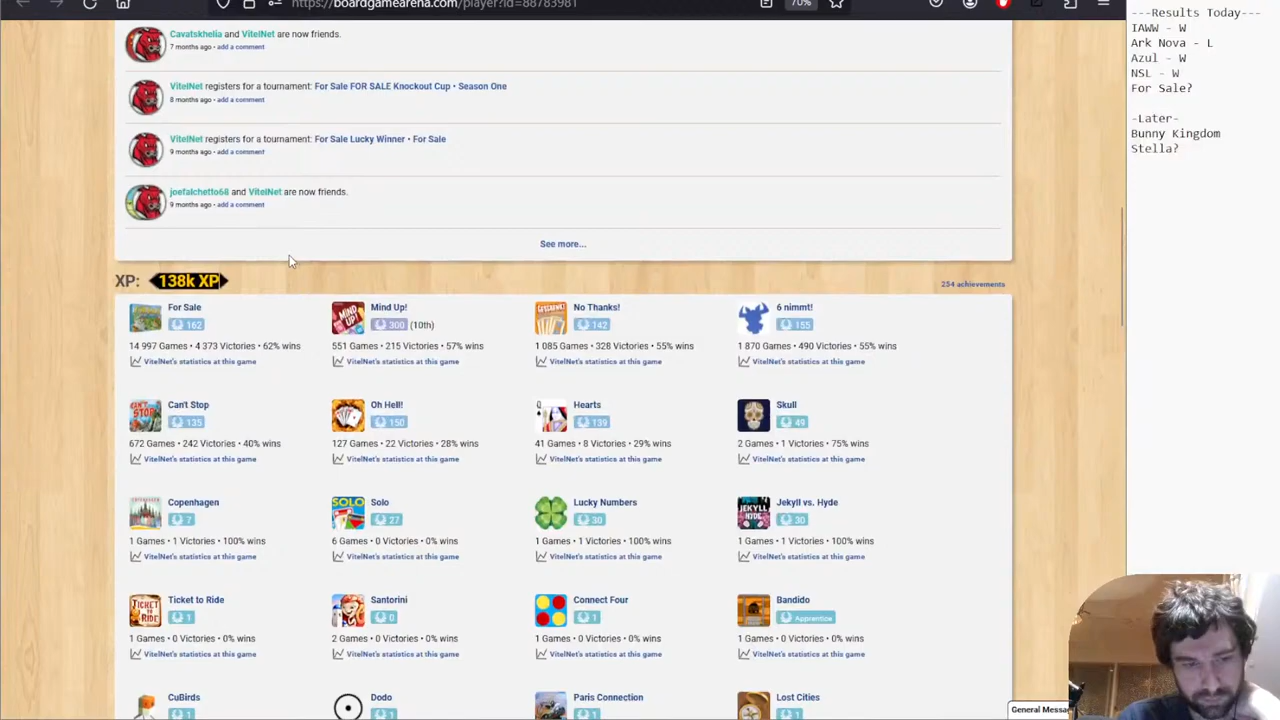 https://boardgamearena.com/player?id=88783981
70%
Cavatskhelia and VitelNet are now friends.
7 months ago • add a comment
VitelNet registers for a tournament: For Sale FOR SALE Knockout Cup • Season One
8 months ago • add a comment
VitelNet registers for a tournament: For Sale Lucky Winner • For Sale
9 months ago • add a comment
joefalchetto68 and VitelNet are now friends.
9 months ago • add a comment
See more...
XP: 138k XP
254 achievements
For Sale
162
14 997 Games • 4 373 Victories • 62% wins
VitelNet's statistics at this game
Mind Up!
300 (10th)
551 Games • 215 Victories • 57% wins
VitelNet's statistics at this game
No Thanks!
142
1 085 Games • 328 Victories • 55% wins
VitelNet's statistics at this game
6 nimmt!
155
1 870 Games • 490 Victories • 55% wins
VitelNet's statistics at this game
Can't Stop
135
672 Games • 242 Victories • 40% wins
VitelNet's statistics at this game
Oh Hell!
150
127 Games • 22 Victories • 28% wins
VitelNet's statistics at this game
Hearts
139
41 Games • 8 Victories • 29% wins
VitelNet's statistics at this game
Skull
49
2 Games • 1 Victories • 75% wins
VitelNet's statistics at this game
Copenhagen
7
1 Games • 1 Victories • 100% wins
VitelNet's statistics at this game
Solo
27
6 Games • 0 Victories • 0% wins
VitelNet's statistics at this game
Lucky Numbers
30
1 Games • 1 Victories • 100% wins
VitelNet's statistics at this game
Jekyll vs. Hyde
30
1 Games • 1 Victories • 100% wins
VitelNet's statistics at this game
Ticket to Ride
1
1 Games • 0 Victories • 0% wins
VitelNet's statistics at this game
Santorini
0
2 Games • 0 Victories • 0% wins
VitelNet's statistics at this game
Connect Four
1
1 Games • 0 Victories • 0% wins
VitelNet's statistics at this game
Bandido
Apprentice
1 Games • 0 Victories • 0% wins
VitelNet's statistics at this game
CuBirds
1
Dodo
1
Paris Connection
1
Lost Cities
1
General Messa
---Results Today---
IAWW - W
Ark Nova - L
Azul - W
NSL - W
For Sale?
-Later-
Bunny Kingdom
Stella?